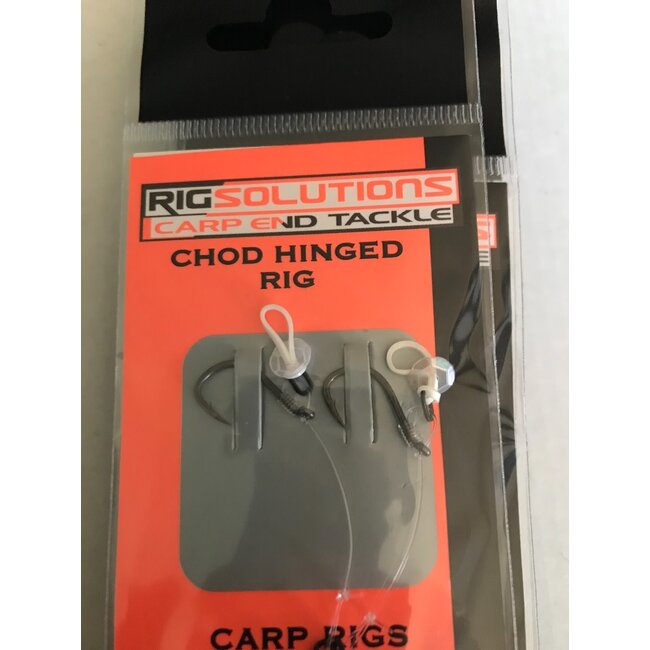 RIGSOLUTIONS
CARP END TACKLE
CHOD HINGED
RIG
CARP RIGS